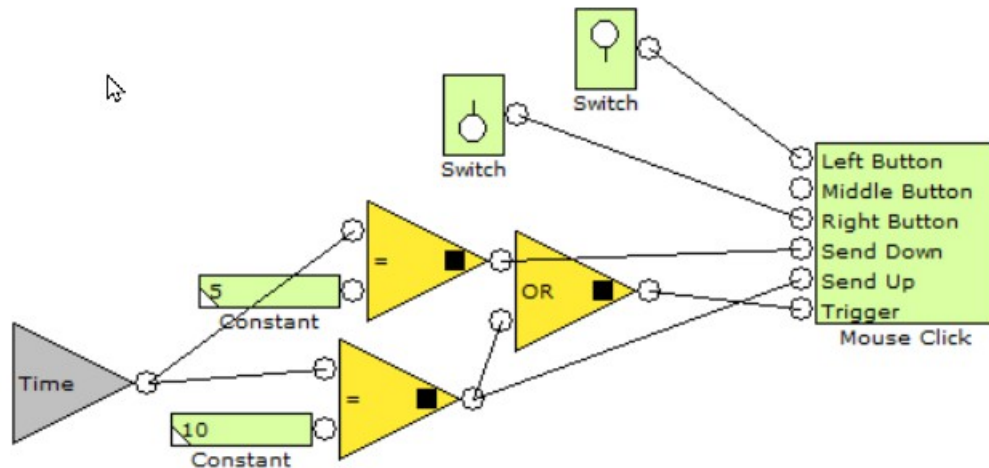 Switch
Switch
Left Button
Middle Button
Right Button
Send Down
Send Up
Trigger
Mouse Click
=
5
Constant
OR
Time
=
10
Constant